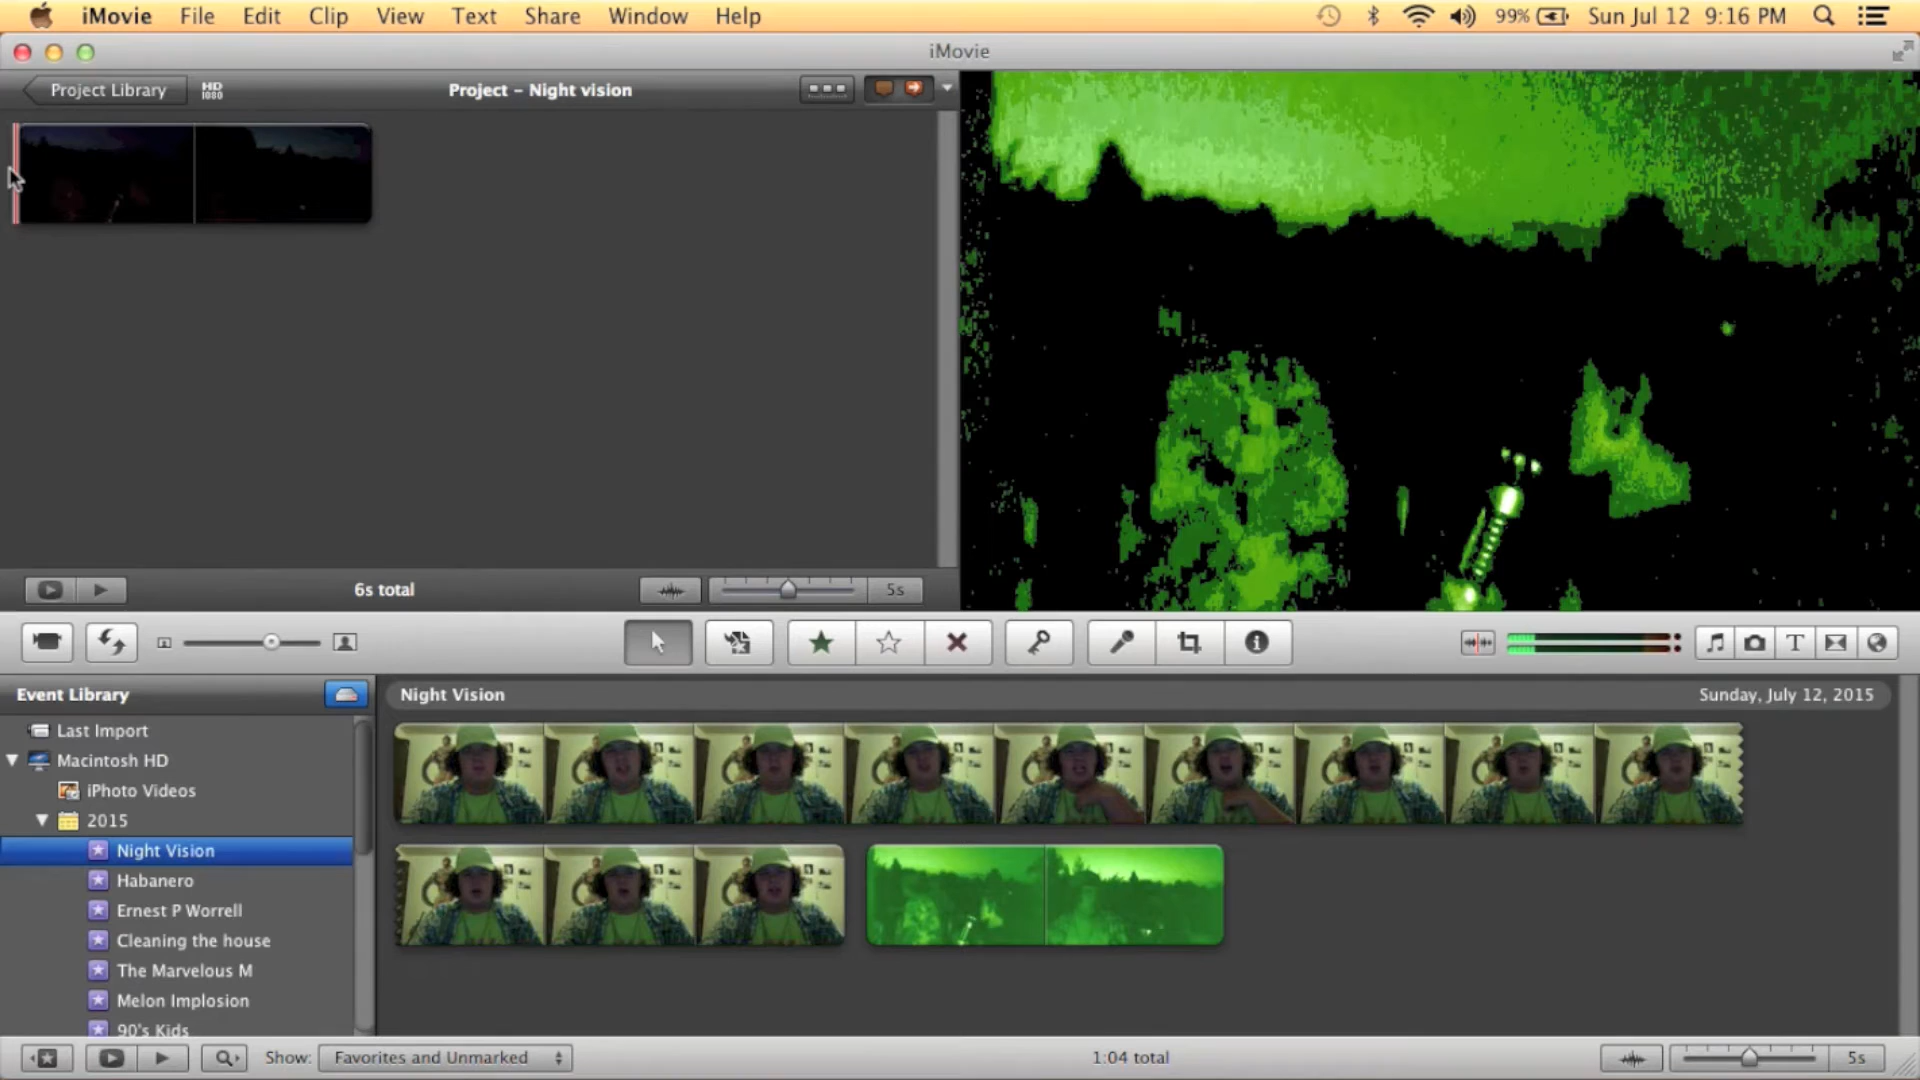 iMovie File Edit Clip View Text Share Window Help 99% Sun Jul 12 9:16 PM
iMovie
Project Library HD 1080 Project – Night vision
6s total 5s
T
Event Library Night Vision Sunday, July 12, 2015
Last Import
Macintosh HD
iPhoto Videos
2015
Night Vision
Habanero
Ernest P Worrell
Cleaning the house
The Marvelous M
Melon Implosion
90's Kids
Show: Favorites and Unmarked 1:04 total 5s